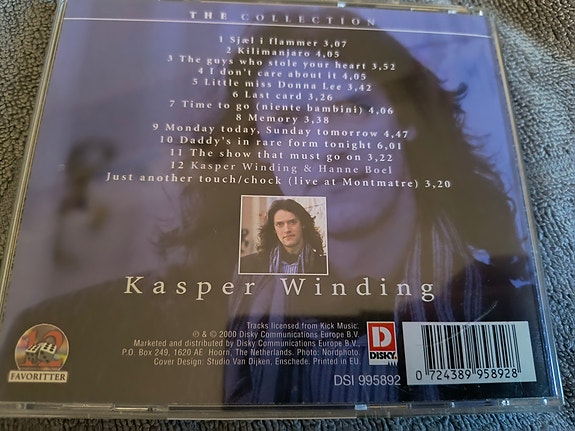 THE COLLECTION
1 Sjæl i flammer 3,07
2 Kilimanjaro 4,05
3 The guys who stole your heart 3,52
4 I don't care about it 4,05
5 Little miss Donna Lee 3,42
6 Last card 3,26
7 Time to go (niente bambini) 4,06
8 Memory 3,38
9 Monday today, Sunday tomorrow 4,47
10 Daddy's in rare form tonight 6,01
11 The show that must go on 3,22
12 Kasper Winding & Hanne Boel
Just another touch/chock (live at Montmatre) 3,20
Kasper Winding
Tracks licensed from Kick Music.
℗ & © 2000 Disky Communications Europe B.V.
Marketed and distributed by Disky Communications Europe B.V.
P.O. Box 249, 1620 AE Hoorn, The Netherlands. Photo: Nordphoto.
Cover Design: Studio Van Dijken, Enschede. Printed in EU.
FAVORITTER
D
DISKY
DSI 995892
0 724389 958928